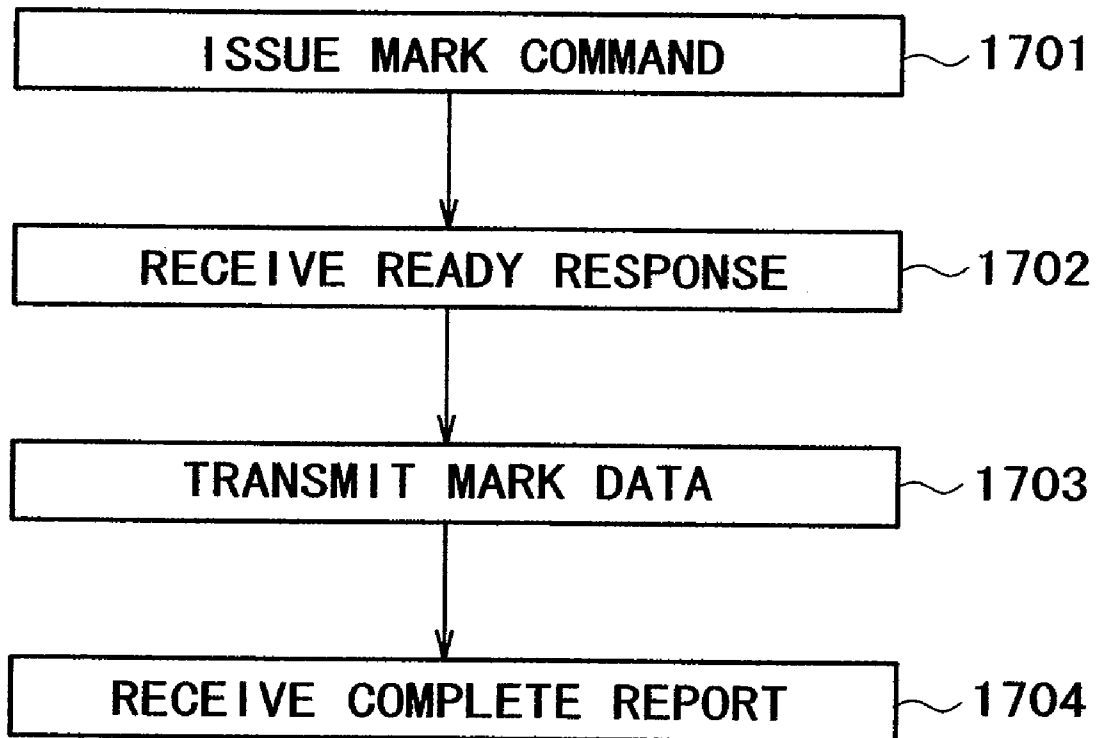 ISSUE MARK COMMAND 1701
RECEIVE READY RESPONSE 1702
TRANSMIT MARK DATA 1703
RECEIVE COMPLETE REPORT 1704